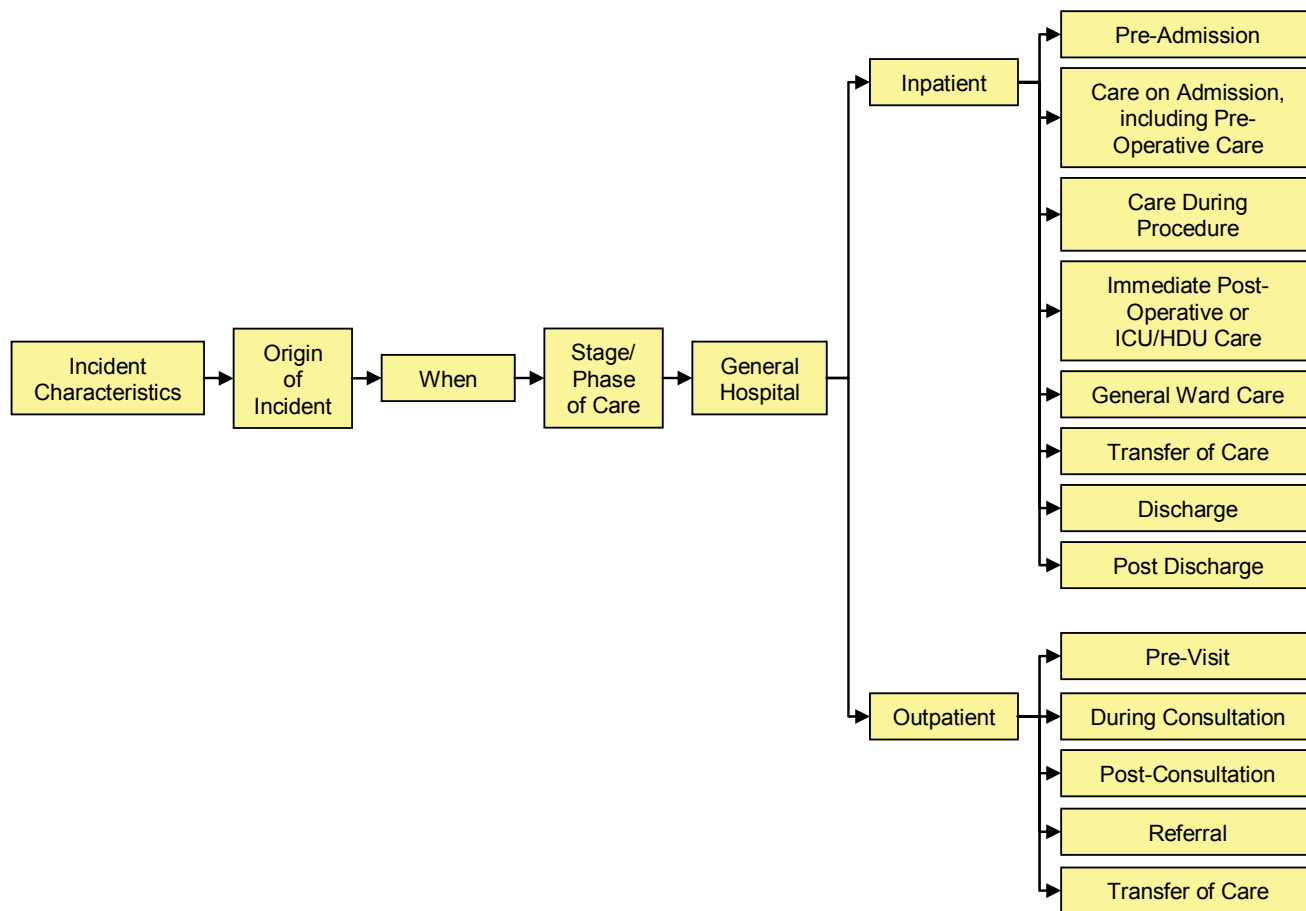 Incident
Characteristics
Origin
of
Incident
When
Stage/
Phase
of Care
General
Hospital
Inpatient
Pre-Admission
Care on Admission,
including Pre-
Operative Care
Care During
Procedure
Immediate Post-
Operative or
ICU/HDU Care
General Ward Care
Transfer of Care
Discharge
Post Discharge
Outpatient
Pre-Visit
During Consultation
Post-Consultation
Referral
Transfer of Care